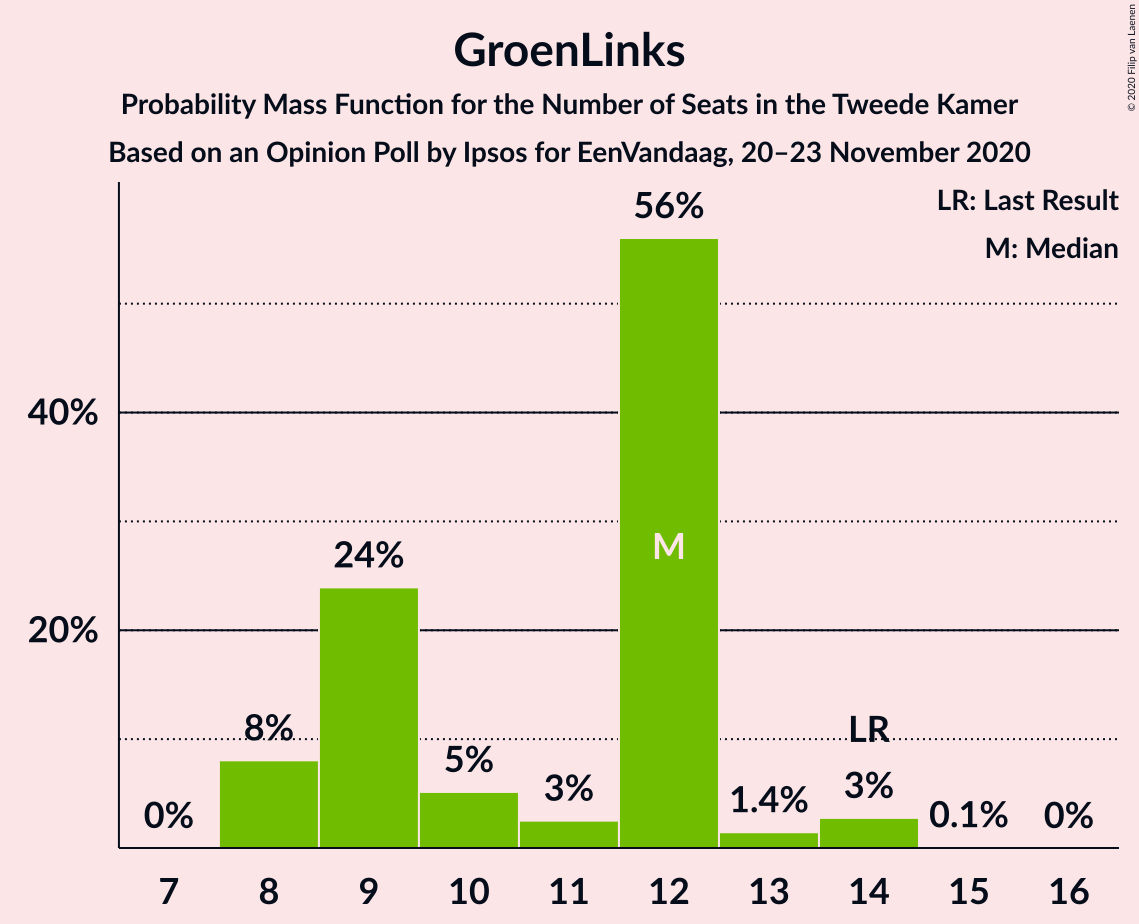 GroenLinks
Probability Mass Function for the Number of Seats in the Tweede Kamer
Based on an Opinion Poll by Ipsos for EenVandaag, 20–23 November 2020
© 2020 Filip van Laenen
LR: Last Result
M: Median
40%
20%
0%
8%
24%
5%
3%
56%
M
1.4%
LR
3%
0.1%
0%
7 8 9 10 11 12 13 14 15 16